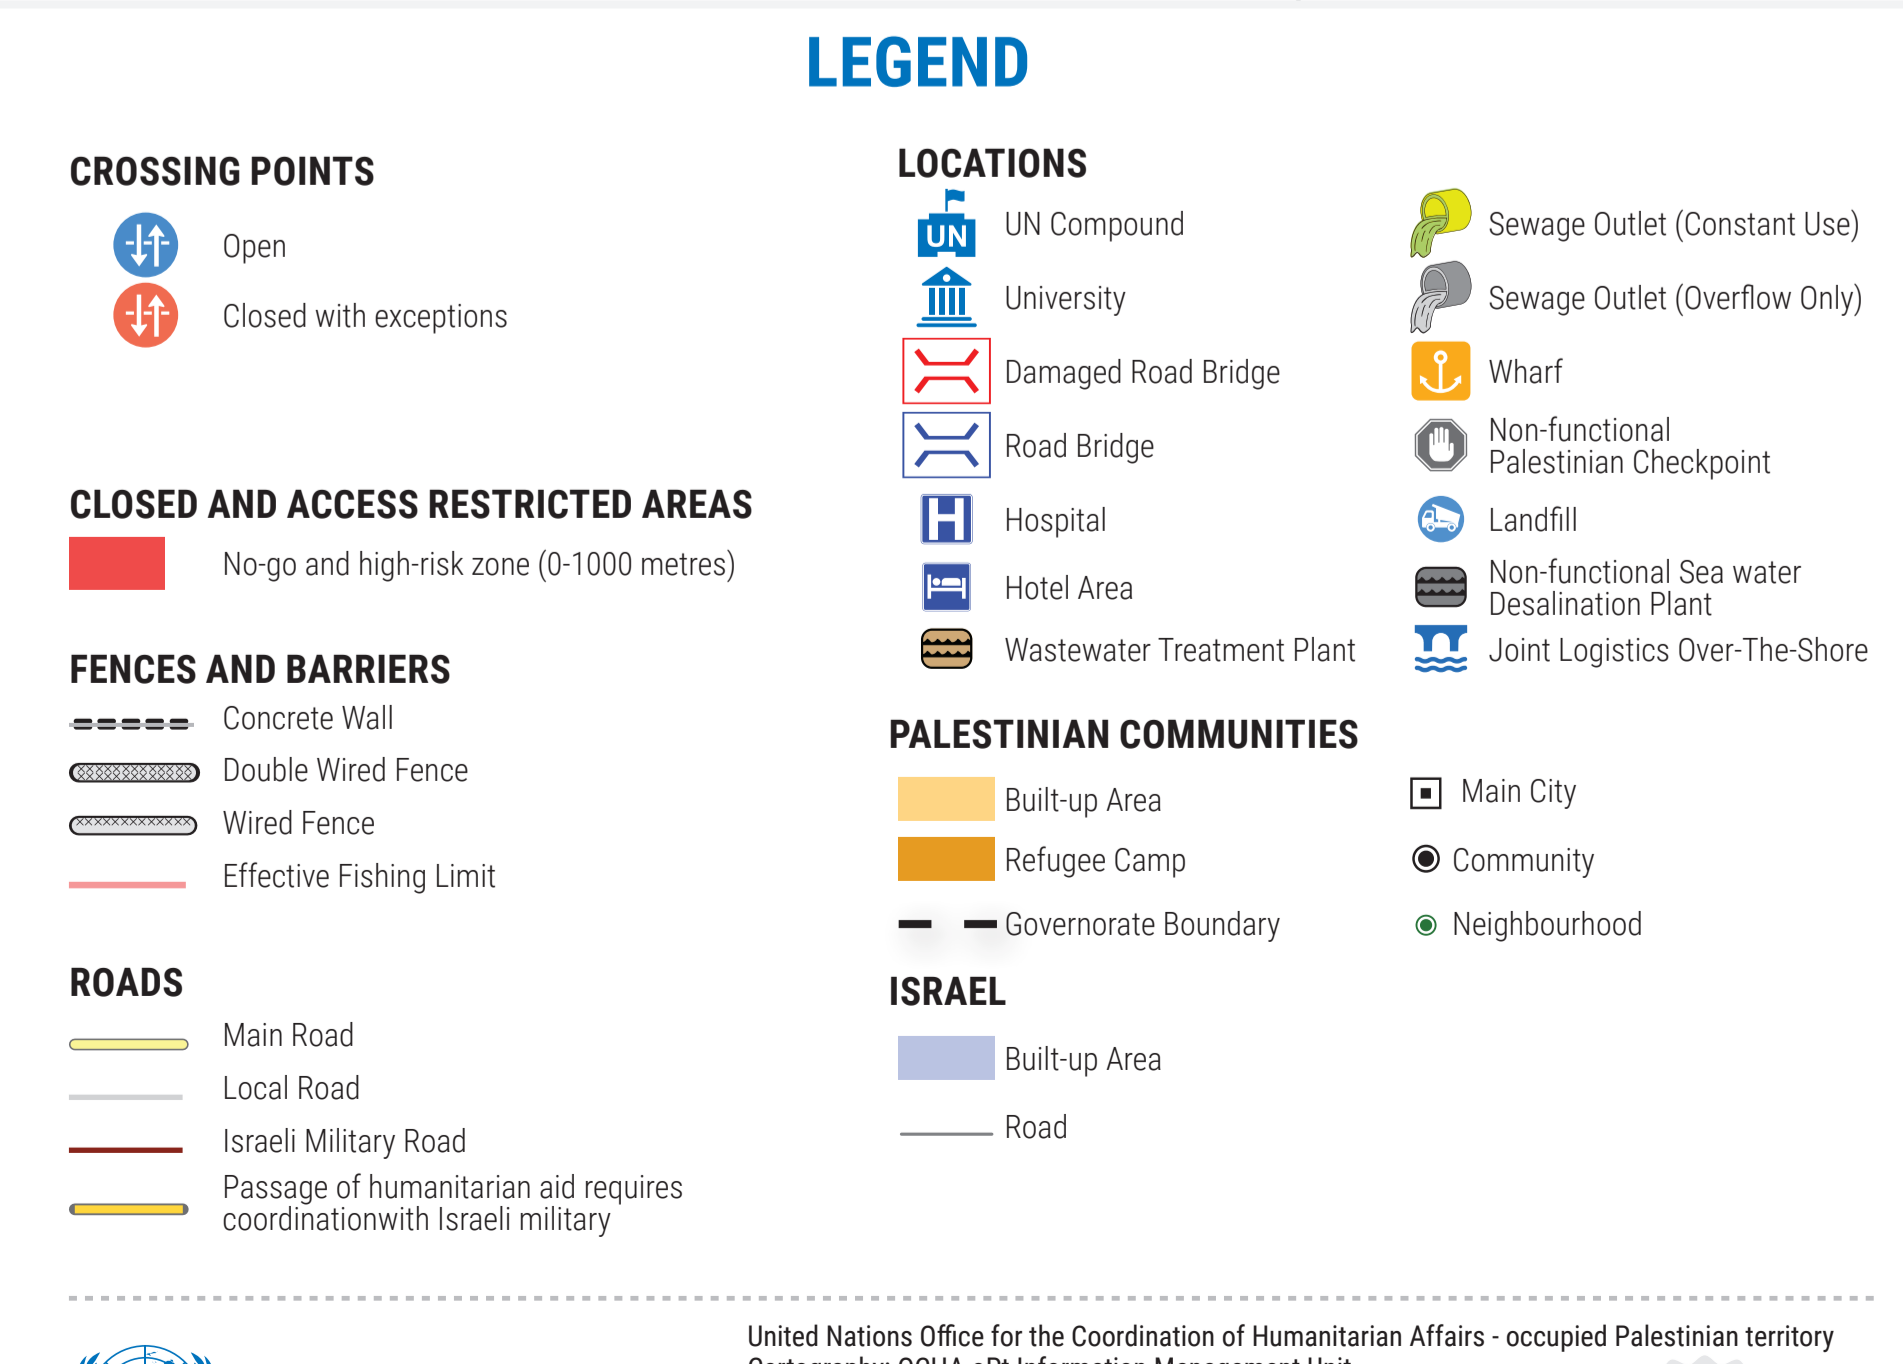 LEGEND
CROSSING POINTS
Open
Closed with exceptions
CLOSED AND ACCESS RESTRICTED AREAS
No-go and high-risk zone (0-1000 metres)
FENCES AND BARRIERS
Concrete Wall
Double Wired Fence
Wired Fence
Effective Fishing Limit
ROADS
Main Road
Local Road
Israeli Military Road
Passage of humanitarian aid requires
coordinationwith Israeli military
LOCATIONS
UN
UN Compound
University
Damaged Road Bridge
Road Bridge
H
Hospital
Hotel Area
Wastewater Treatment Plant
Sewage Outlet (Constant Use)
Sewage Outlet (Overflow Only)
Wharf
Non-functional
Palestinian Checkpoint
Landfill
Non-functional Sea water
Desalination Plant
Joint Logistics Over-The-Shore
PALESTINIAN COMMUNITIES
Built-up Area
Refugee Camp
Governorate Boundary
Main City
Community
Neighbourhood
ISRAEL
Built-up Area
Road
United Nations Office for the Coordination of Humanitarian Affairs - occupied Palestinian territory
Cartography: OCHA oPt Information Management Unit